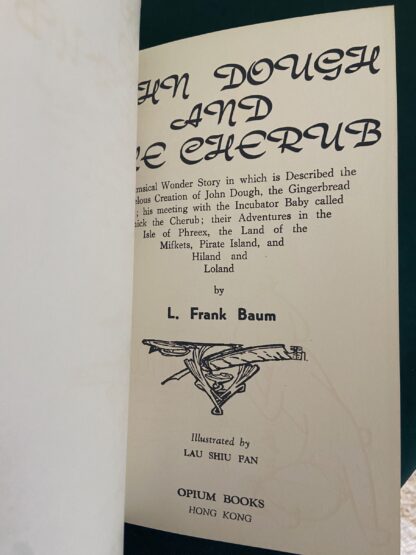 HN DOUGH
AND
E CHERUB
msical Wonder Story in which is Described the
elous Creation of John Dough, the Gingerbread
; his meeting with the Incubator Baby called
ick the Cherub; their Adventures in the
Isle of Phreex, the Land of the
Mifkets, Pirate Island, and
Hiland and
Loland
by
L. Frank Baum
Illustrated by
LAU SHIU FAN
OPIUM BOOKS
HONG KONG